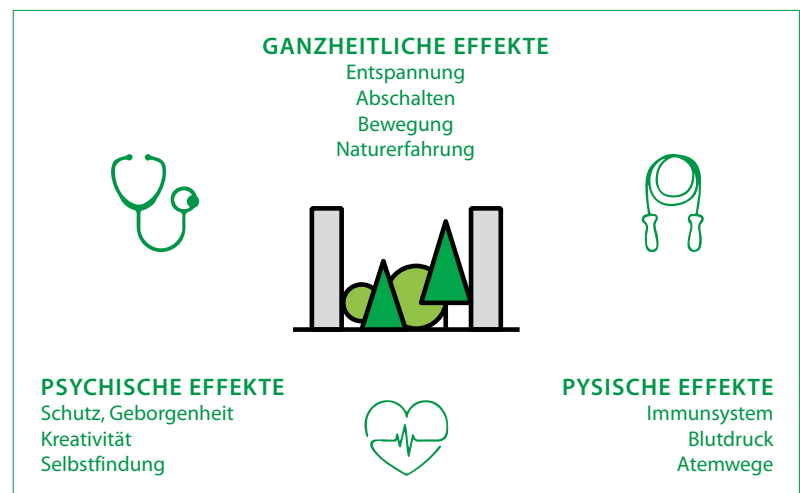 GANZHEITLICHE EFFEKTE
Entspannung
Abschalten
Bewegung
Naturerfahrung
PSYCHISCHE EFFEKTE
Schutz, Geborgenheit
Kreativität
Selbstfindung
PYSISCHE EFFEKTE
Immunsystem
Blutdruck
Atemwege